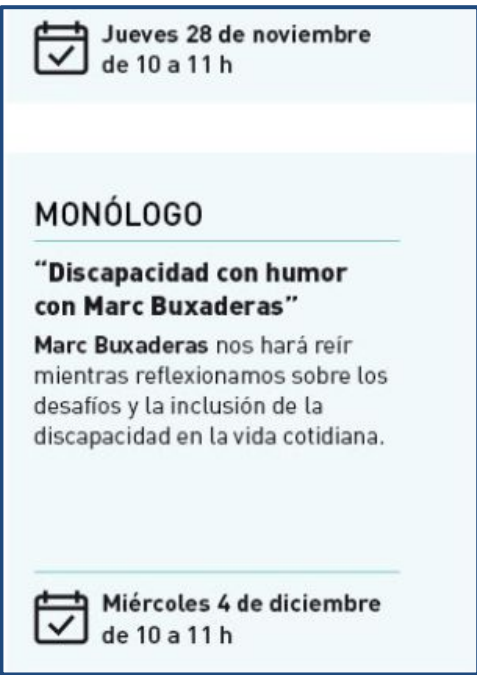 Jueves 28 de noviembre
de 10 a 11 h
MONÓLOGO
“Discapacidad con humor
con Marc Buxaderas”
Marc Buxaderas nos hará reír
mientras reflexionamos sobre los
desafíos y la inclusión de la
discapacidad en la vida cotidiana.
Miércoles 4 de diciembre
de 10 a 11 h